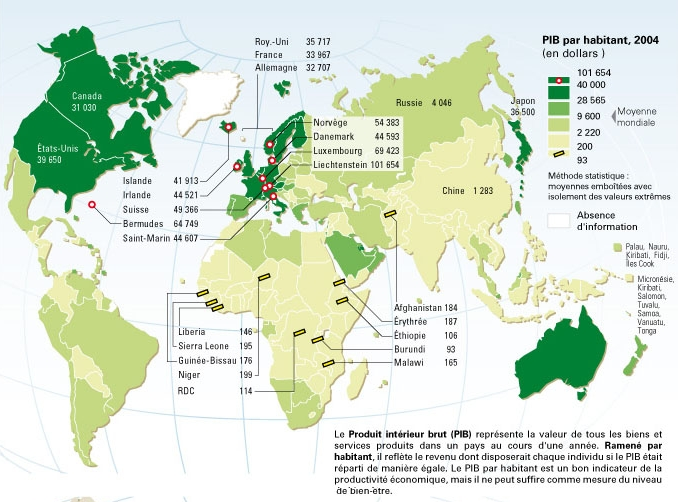 PIB par habitant, 2004
(en dollars )
101 654
40 000
28 565
9 600
2 220
200
93
Moyenne
mondiale
Méthode statistique :
moyennes emboîtées avec
isolement des valeurs extrêmes
Absence
d'information
Palau, Nauru,
Kiribati, Fidji,
Îles Cook
Micronésie,
Kiribati,
Salomon,
Tuvalu,
Samoa,
Vanuatu,
Tonga
Roy.-Uni 35 717
France 33 967
Allemagne 32 707
Canada
31 030
États-Unis
39 650
Russie 4 046
Japon
36 500
Chine 1 283
Norvège 54 383
Danemark 44 593
Luxembourg 69 423
Liechtenstein 101 654
Islande 41 913
Irlande 44 521
Suisse 49 366
Bermudes 64 749
Saint-Marin 44 607
Liberia 146
Sierra Leone 195
Guinée-Bissau 176
Niger 199
RDC 114
Afghanistan 184
Érythrée 187
Éthiopie 106
Burundi 93
Malawi 165
Le Produit intérieur brut (PIB) représente la valeur de tous les biens et
services produits dans un pays au cours d'une année. Ramené par
habitant, il reflète le revenu dont disposerait chaque individu si le PIB était
réparti de manière égale. Le PIB par habitant est un bon indicateur de la
productivité économique, mais il ne peut suffire comme mesure du niveau
de bien-être.